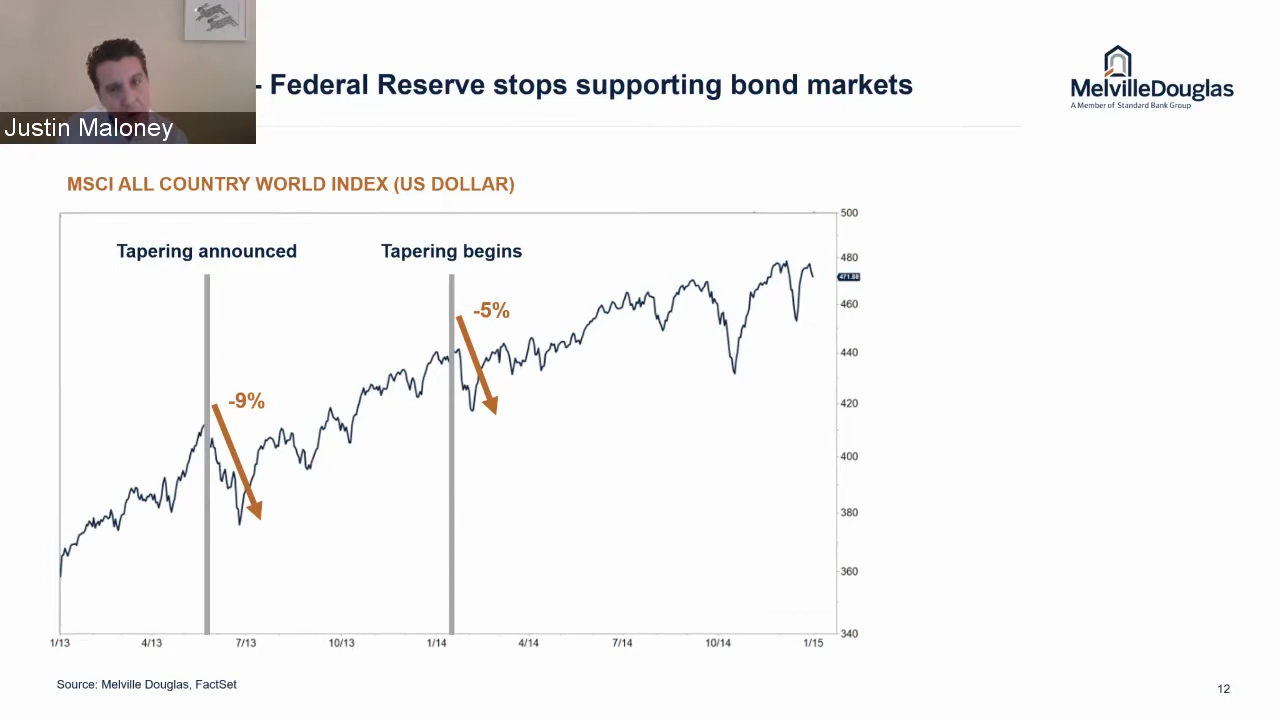 Justin Maloney
- Federal Reserve stops supporting bond markets
MelvilleDouglas
A Member of Standard Bank Group
MSCI ALL COUNTRY WORLD INDEX (US DOLLAR)
Tapering announced
Tapering begins
-9%
-5%
500
480
471.88
460
440
420
400
380
360
340
1/13 4/13 7/13 10/13 1/14 4/14 7/14 10/14 1/15
Source: Melville Douglas, FactSet
12